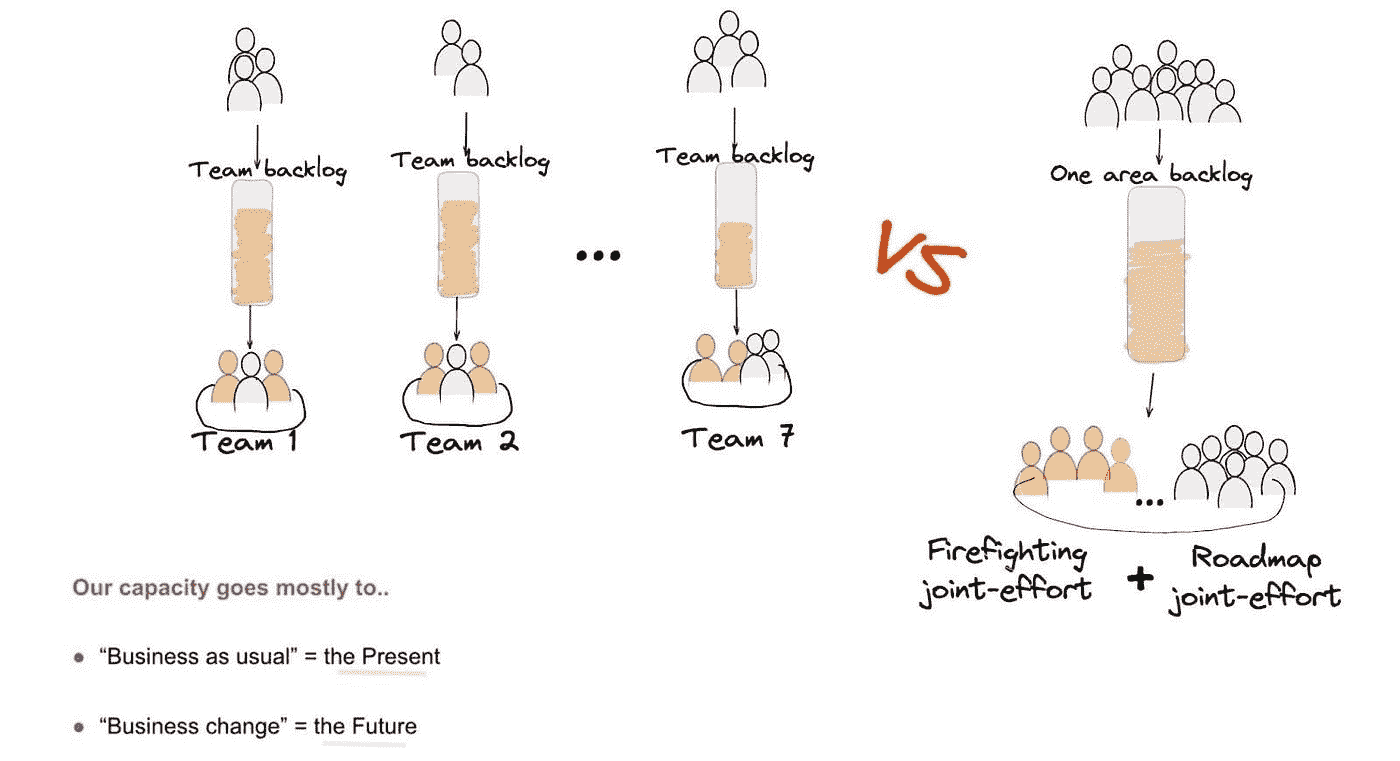 Team backlog
Team backlog
Team backlog
One area backlog
...
VS
Team 1
Team 2
Team 7
...
Firefighting
joint-effort
+
Roadmap
joint-effort
Our capacity goes mostly to..
• “Business as usual” = the Present
• “Business change” = the Future